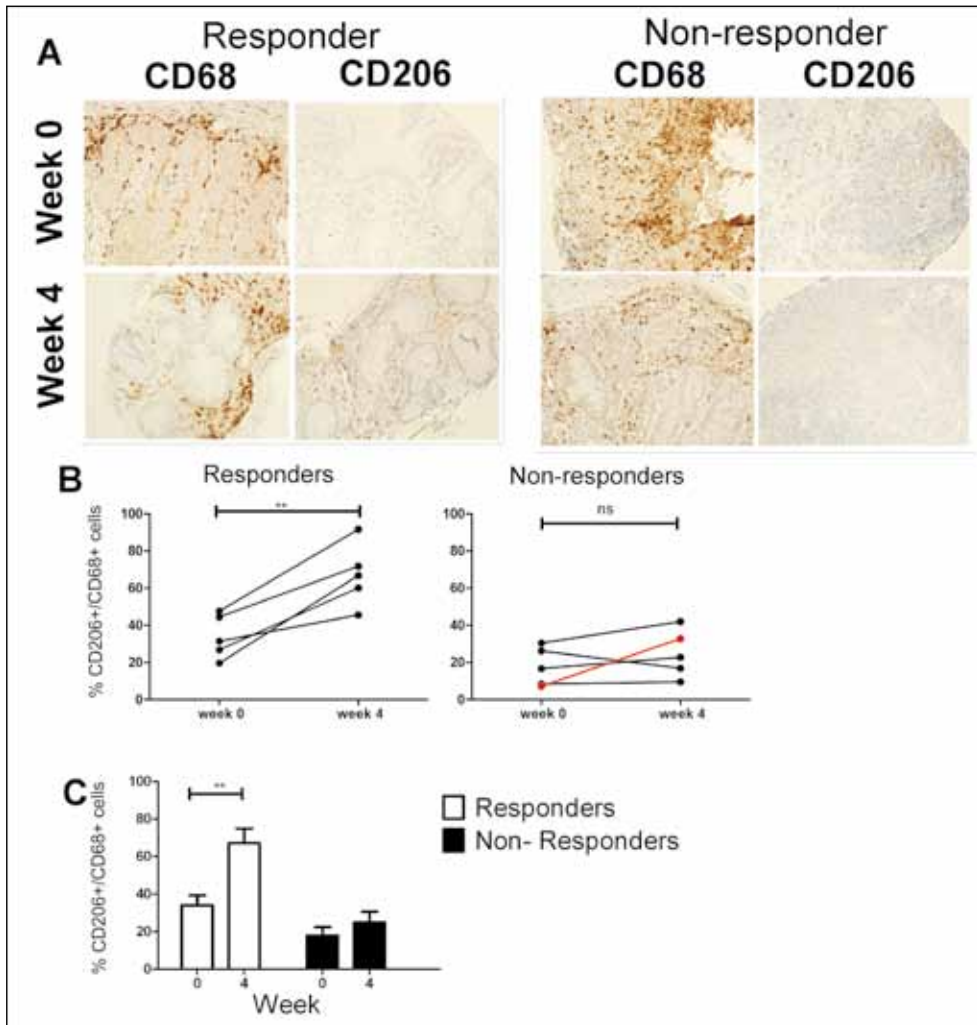 A
Responder
Non-responder
CD68 CD206
CD68 CD206
Week 0
Week 4
B
Responders
Non-responders
% CD206+/CD68+ cells
100
80
60
40
20
0
**
week 0 week 4
100
80
60
40
20
0
ns
week 0 week 4
C
% CD206+/CD68+ cells
100
80
60
40
20
0
**
0 4 0 4
Week
Responders
Non- Responders